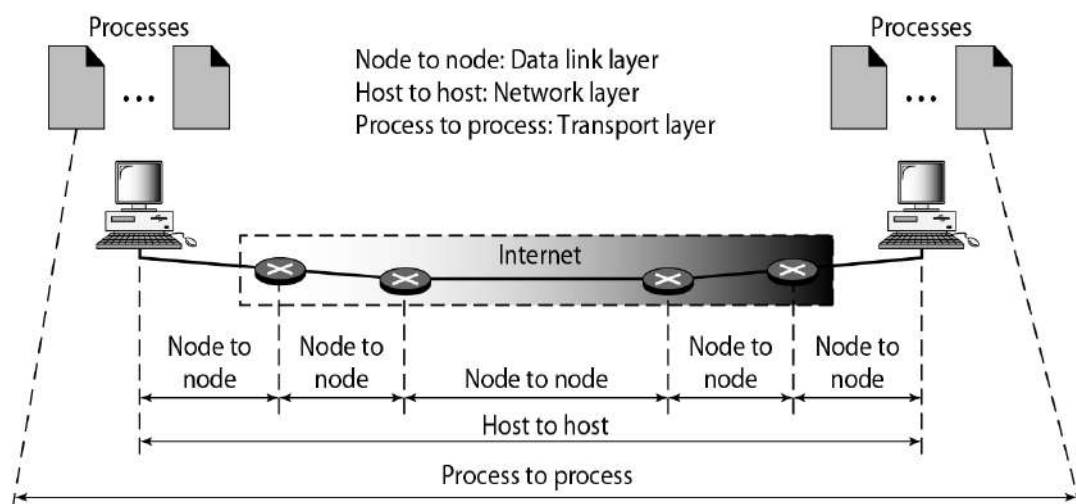 Processes
Processes
Node to node: Data link layer
Host to host: Network layer
Process to process: Transport layer
Internet
Node to
node
Node to
node
Node to node
Node to
node
Node to
node
Host to host
Process to process